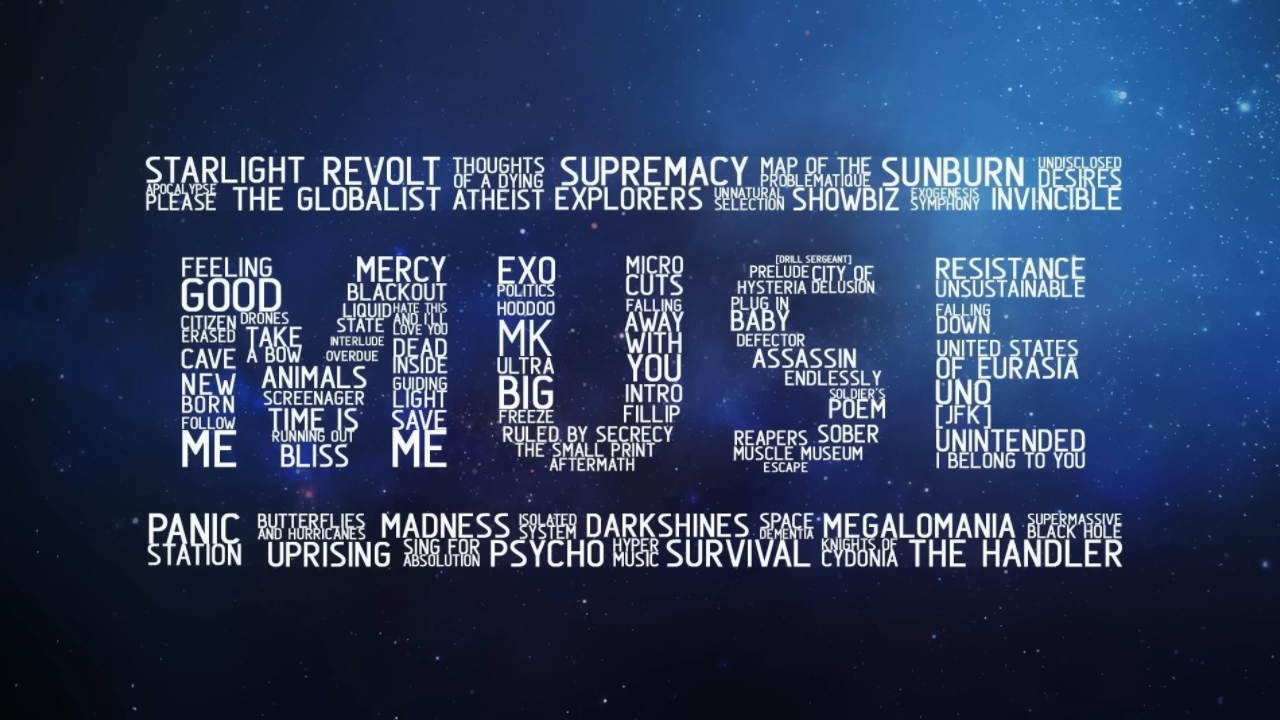 STARLIGHT REVOLT THOUGHTS OF A DYING ATHEIST SUPREMACY MAP OF THE PROBLEMATIQUE SUNBURN UNDISCLOSED DESIRES
APOCALYPSE PLEASE THE GLOBALIST EXPLORERS UNNATURAL SELECTION SHOWBIZ EXOGENESIS SYMPHONY INVINCIBLE
FEELING
GOOD
CITIZEN
ERASED
DRONES
TAKE
A BOW
CAVE
NEW
BORN
FOLLOW
ME
ANIMALS
SCREENAGER
TIME IS
RUNNING OUT
BLISS
MERCY
BLACKOUT
LIQUID
STATE
INTERLUDE
OVERDUE
HATE THIS
AND I'LL
LOVE YOU
DEAD
INSIDE
GUIDING
LIGHT
SAVE
ME
EXO
POLITICS
HOODOO
MK
ULTRA
BIG
FREEZE
MICRO
CUTS
FALLING
AWAY
WITH
YOU
INTRO
FILLIP
RULED BY SECRECY
THE SMALL PRINT
AFTERMATH
[DRILL SERGEANT]
PRELUDE CITY OF
HYSTERIA DELUSION
PLUG IN
BABY
DEFECTOR
ASSASSIN
ENDLESSLY
SOLDIER'S
POEM
REAPERS SOBER
MUSCLE MUSEUM
ESCAPE
RESISTANCE
UNSUSTAINABLE
FALLING
DOWN
UNITED STATES
OF EURASIA
UNO
[JFK]
UNINTENDED
I BELONG TO YOU
PANIC STATION BUTTERFLIES AND HURRICANES MADNESS ISOLATED SYSTEM DARKSHINES SPACE DEMENTIA MEGALOMANIA SUPERMASSIVE BLACK HOLE
UPRISING SING FOR ABSOLUTION PSYCHO HYPER MUSIC SURVIVAL KNIGHTS OF CYDONIA THE HANDLER